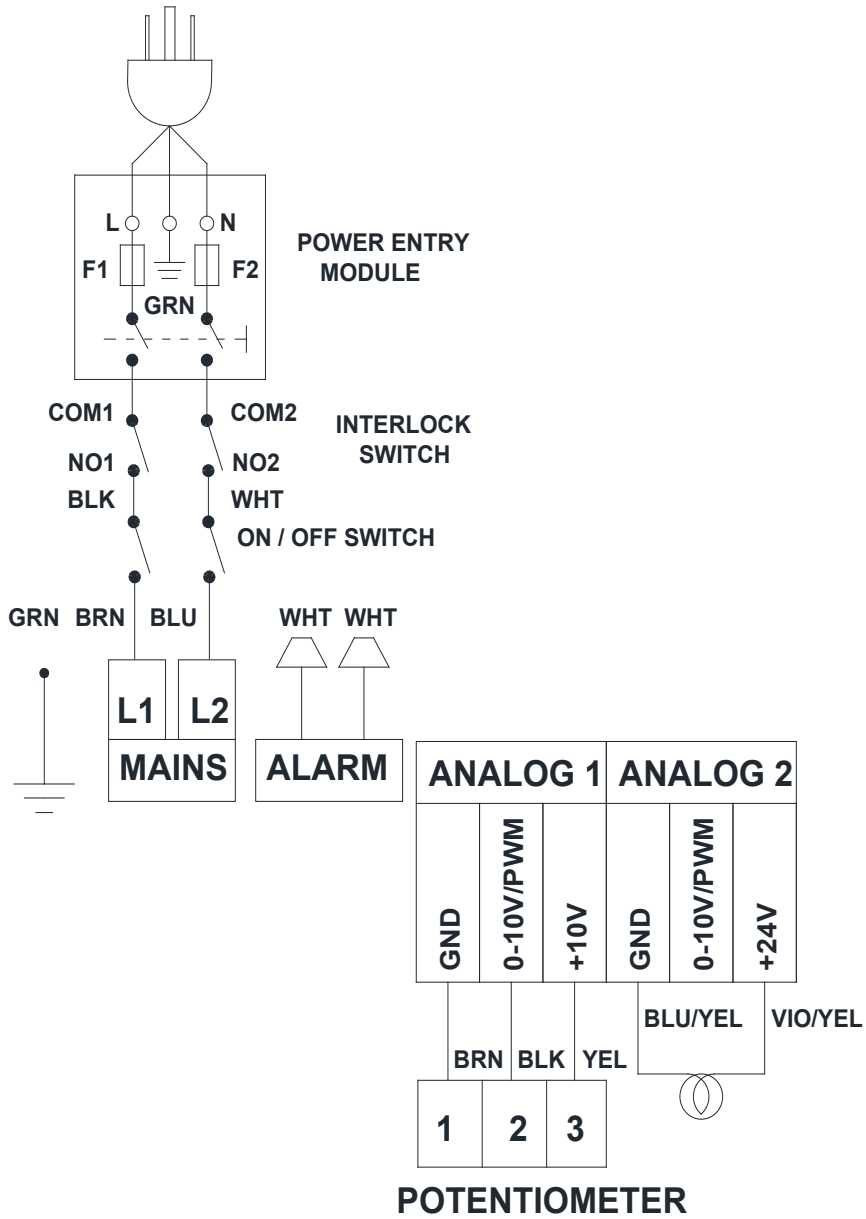 L N
F1 F2
POWER ENTRY
MODULE
GRN
COM1 COM2
INTERLOCK
SWITCH
NO1 NO2
BLK WHT
ON / OFF SWITCH
GRN BRN BLU
WHT WHT
L1 L2
MAINS
ALARM
ANALOG 1 ANALOG 2
GND
0-10V/PWM
+10V
GND
0-10V/PWM
+24V
BLU/YEL VIO/YEL
BRN BLK YEL
1 2 3
POTENTIOMETER